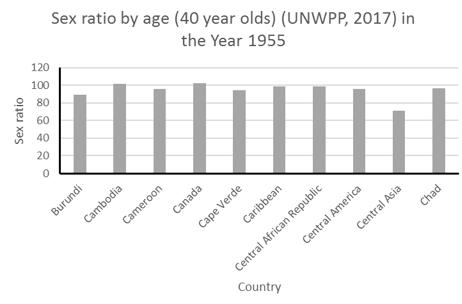 Sex ratio by age (40 year olds) (UNWPP, 2017) in
the Year 1955
120
100
80
60
40
20
0
Sex ratio
Burundi
Cambodia
Cameroon
Canada
Cape Verde
Caribbean
Central African Republic
Central America
Central Asia
Chad
Country